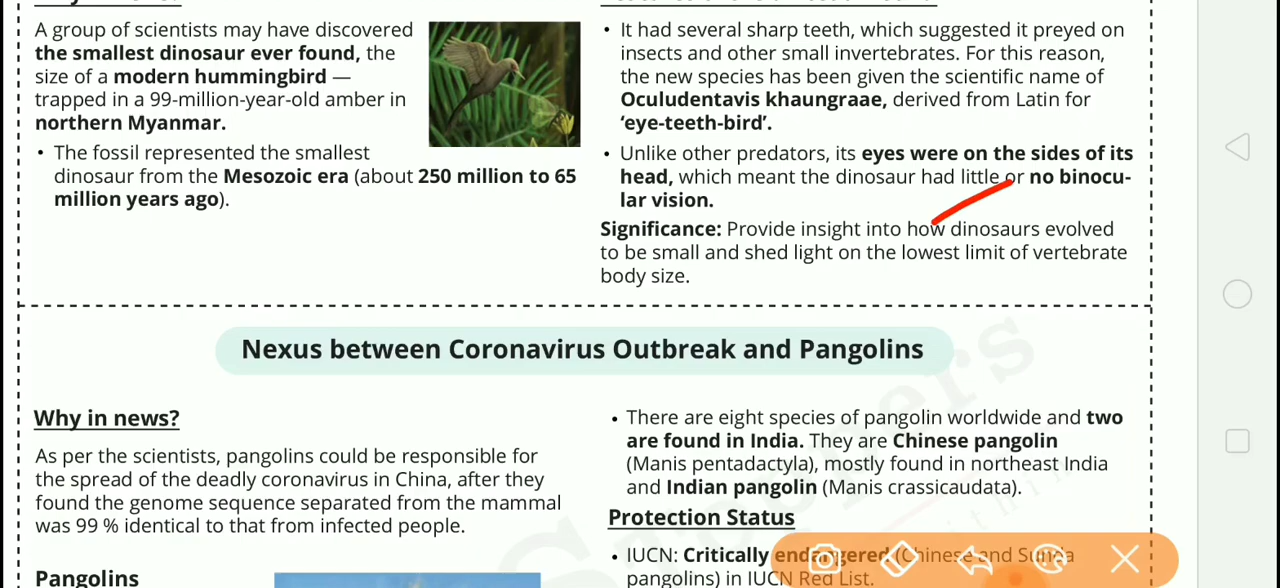 A group of scientists may have discovered
the smallest dinosaur ever found, the
size of a modern hummingbird —
trapped in a 99-million-year-old amber in
northern Myanmar.
• The fossil represented the smallest
dinosaur from the Mesozoic era (about 250 million to 65
million years ago).
• It had several sharp teeth, which suggested it preyed on
insects and other small invertebrates. For this reason,
the new species has been given the scientific name of
Oculudentavis khaungraae, derived from Latin for
‘eye-teeth-bird’.
• Unlike other predators, its eyes were on the sides of its
head, which meant the dinosaur had little or no binocu-
lar vision.
Significance: Provide insight into how dinosaurs evolved
to be small and shed light on the lowest limit of vertebrate
body size.
Nexus between Coronavirus Outbreak and Pangolins
Why in news?
As per the scientists, pangolins could be responsible for
the spread of the deadly coronavirus in China, after they
found the genome sequence separated from the mammal
was 99 % identical to that from infected people.
Pangolins
• There are eight species of pangolin worldwide and two
are found in India. They are Chinese pangolin
(Manis pentadactyla), mostly found in northeast India
and Indian pangolin (Manis crassicaudata).
Protection Status
• IUCN: Critically endangered (Chinese and Sunda
pangolins) in IUCN Red List.